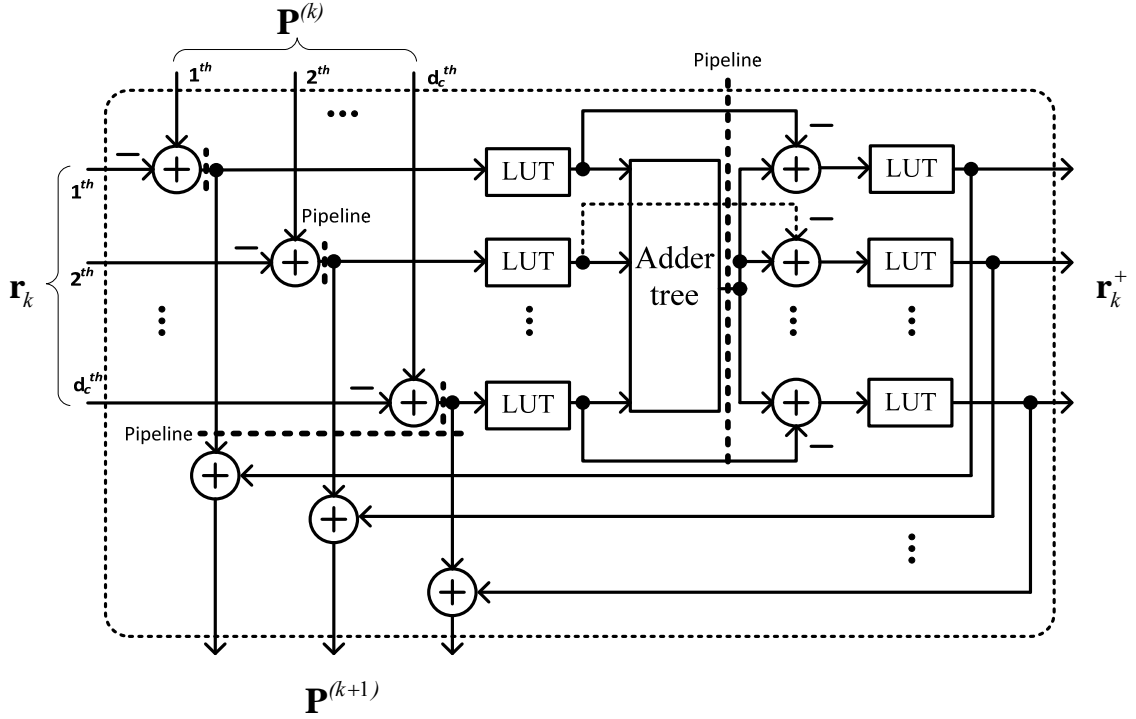 P^(k)
1^th 2^th d_c^th
...
Pipeline
− + LUT − + LUT
1^th
Pipeline
− + LUT − + LUT
2^th
Adder tree
r_k
r_k^+
d_c^th
− + LUT + LUT
−
Pipeline
+
+
+
P^(k+1)